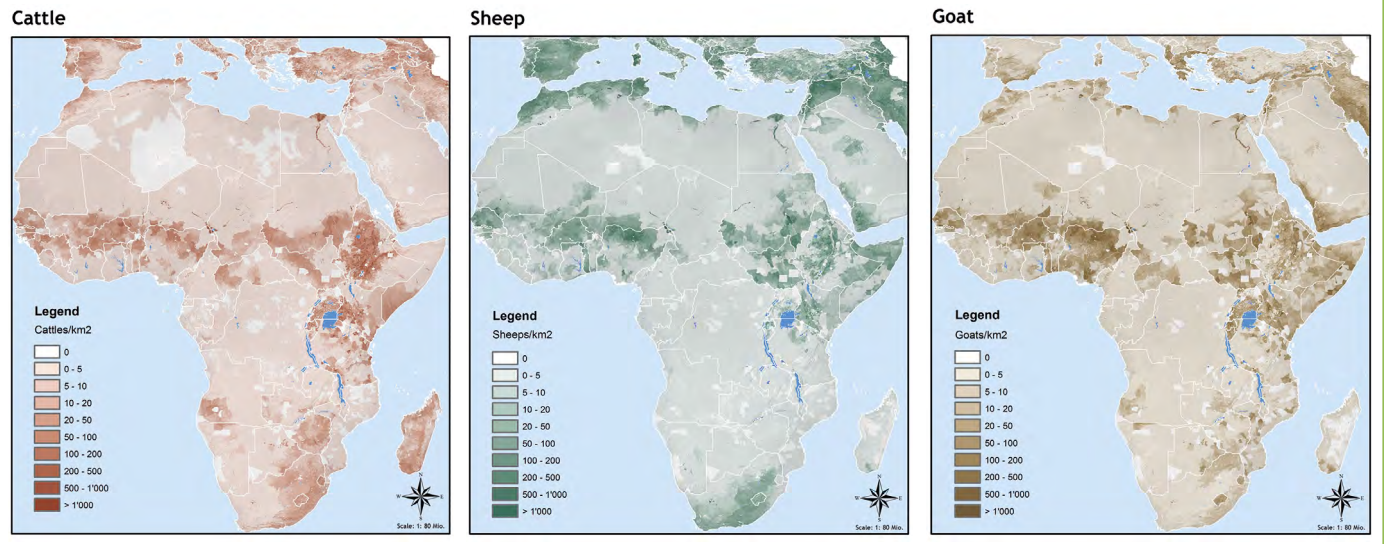 Cattle
Legend
Cattles/km2
0
0 - 5
5 - 10
10 - 20
20 - 50
50 - 100
100 - 200
200 - 500
500 - 1'000
> 1'000
N
W
E
S
Scale: 1: 80 Mio.
Sheep
Legend
Sheeps/km2
0
0 - 5
5 - 10
10 - 20
20 - 50
50 - 100
100 - 200
200 - 500
500 - 1'000
> 1'000
N
W
E
S
Scale: 1: 80 Mio.
Goat
Legend
Goats/km2
0
0 - 5
5 - 10
10 - 20
20 - 50
50 - 100
100 - 200
200 - 500
500 - 1'000
> 1'000
N
W
E
S
Scale: 1: 80 Mio.